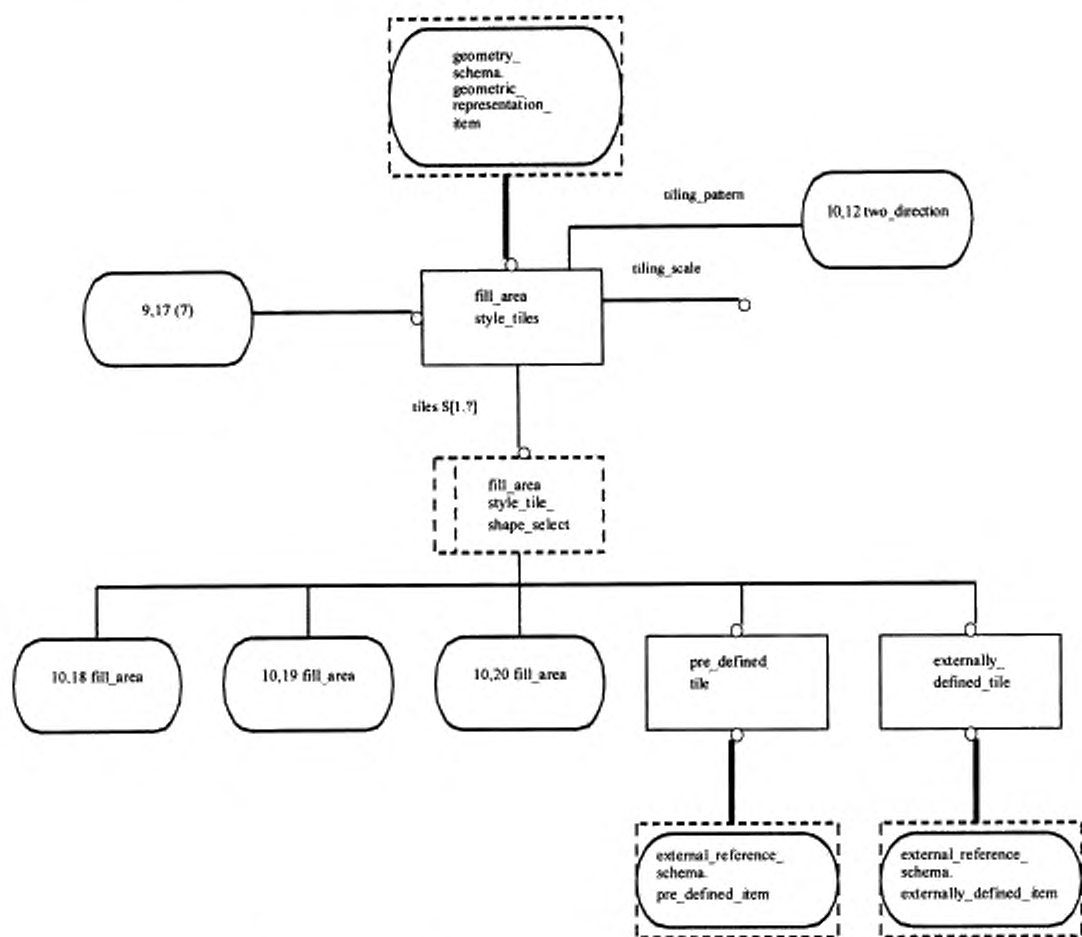 geometry_
schema.
geometric_
representation_
item
tiling_pattern
10,12 two_direction
tiling_scale
fill_area
style_tiles
9,17 (7)
tiles S[1.?]
fill_area
style_tile_
shape_select
10,18 fill_area
10,19 fill_area
10,20 fill_area
pre_defined
tile
externally_
defined_tile
external_reference_
schema.
pre_defined_item
external_reference_
schema.
externally_defined_item